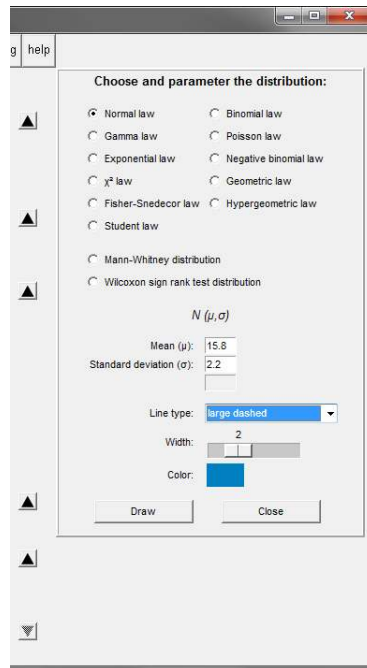 g help
Choose and parameter the distribution:
Normal law Binomial law
Gamma law Poisson law
Exponential law Negative binomial law
χ² law Geometric law
Fisher-Snedecor law Hypergeometric law
Student law
Mann-Whitney distribution
Wilcoxon sign rank test distribution
N (μ,σ)
Mean (μ): 15.8
Standard deviation (σ): 2.2
Line type: large dashed
2
Width:
Color:
Draw Close